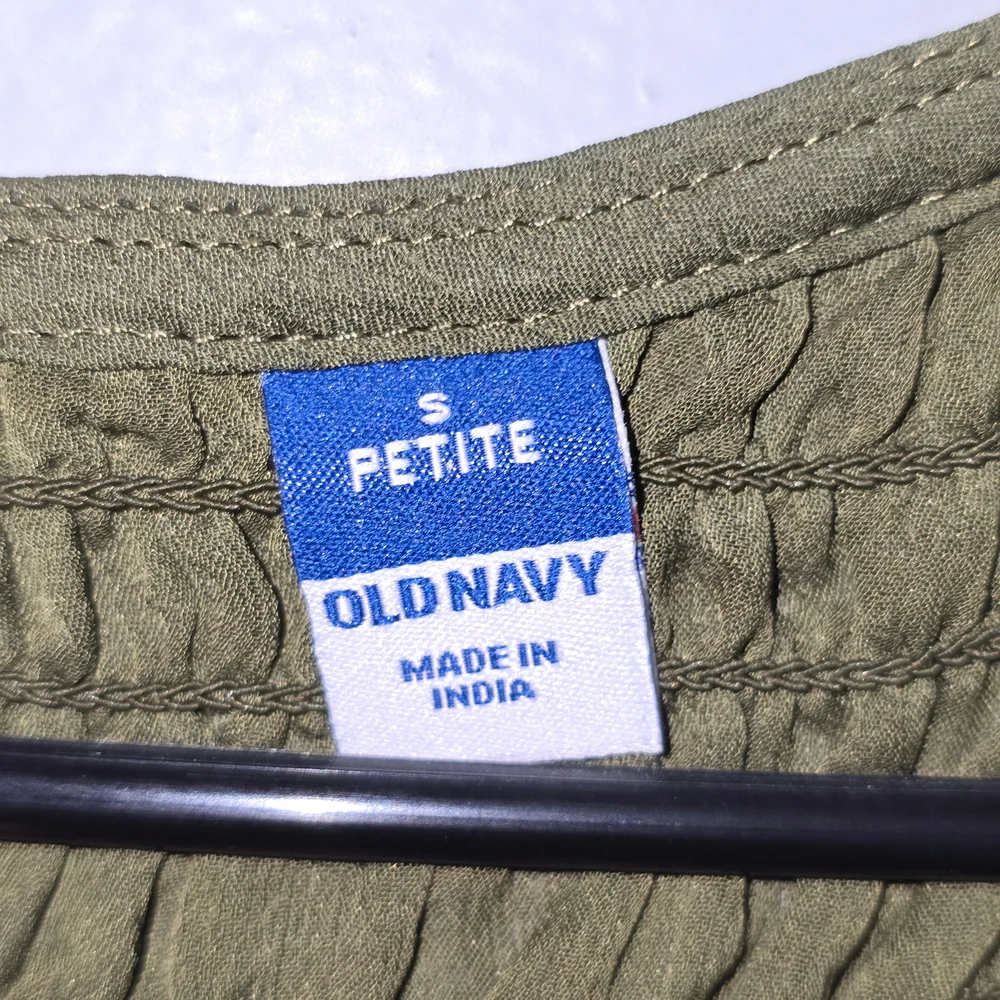 S
PETITE
OLD NAVY
MADE IN
INDIA